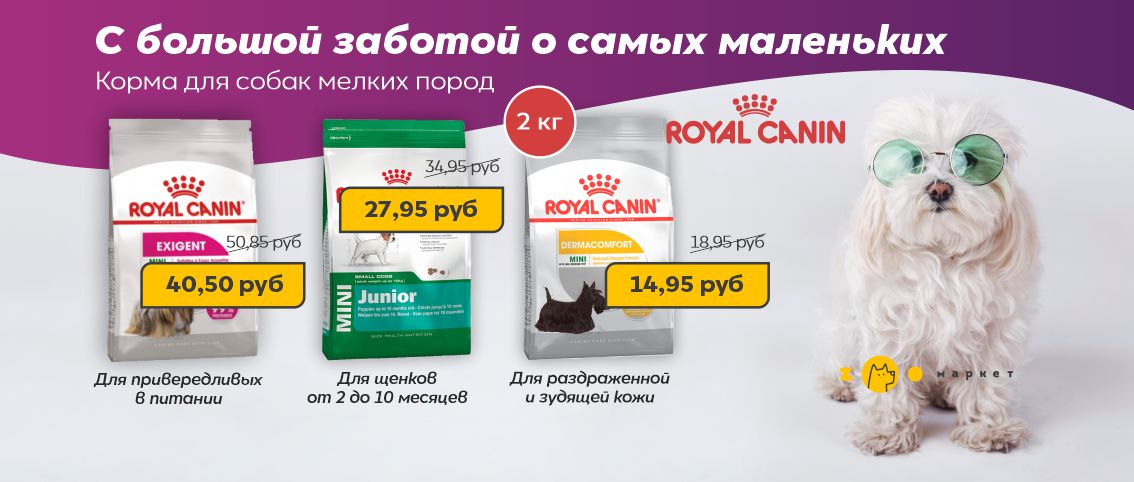 С большой заботой о самых маленьких
Корма для собак мелких пород
2 кг
ROYAL CANIN
ROYAL CANIN
EXIGENT
MINI
50,85 руб
40,50 руб
34,95 руб
27,95 руб
SMALL DOGS
MINI
Junior
ROYAL CANIN
DERMACOMFORT
MINI
18,95 руб
14,95 руб
Для привередливых
в питании
Для щенков
от 2 до 10 месяцев
Для раздраженной
и зудящей кожи
маркет